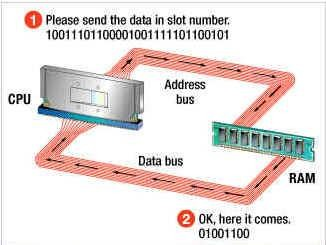 1 Please send the data in slot number.
10011101100001001111101100101
Address
bus
CPU
Data bus
RAM
2 OK, here it comes.
01001100